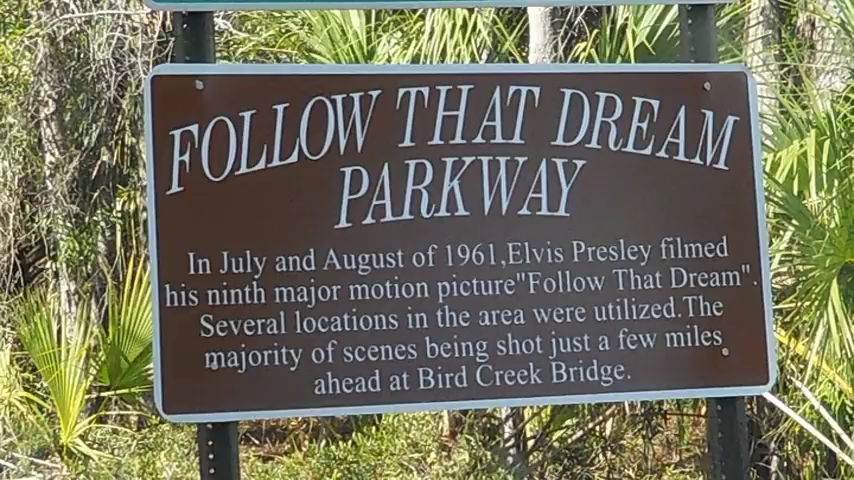 FOLLOW THAT DREAM
PARKWAY
In July and August of 1961,Elvis Presley filmed
his ninth major motion picture"Follow That Dream".
Several locations in the area were utilized.The
majority of scenes being shot just a few miles
ahead at Bird Creek Bridge.